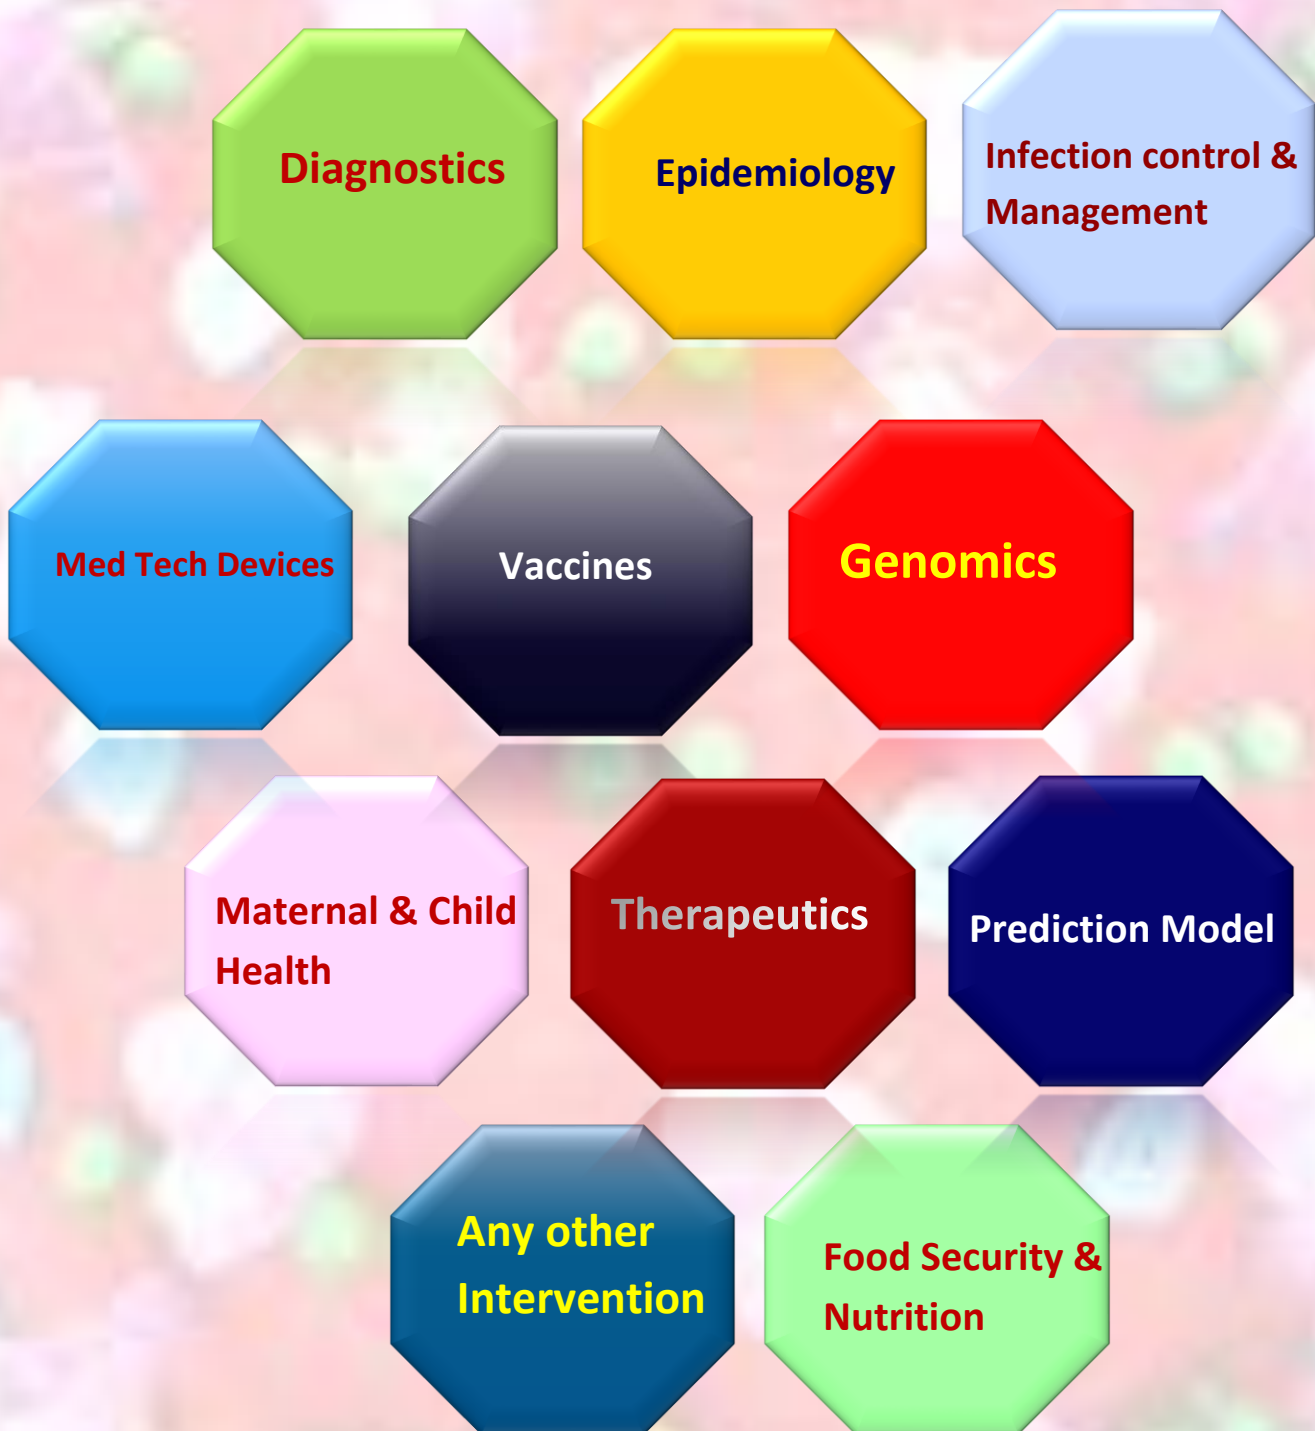 Diagnostics
Epidemiology
Infection control &
Management
Med Tech Devices
Vaccines
Genomics
Maternal & Child
Health
Therapeutics
Prediction Model
Any other
Intervention
Food Security &
Nutrition